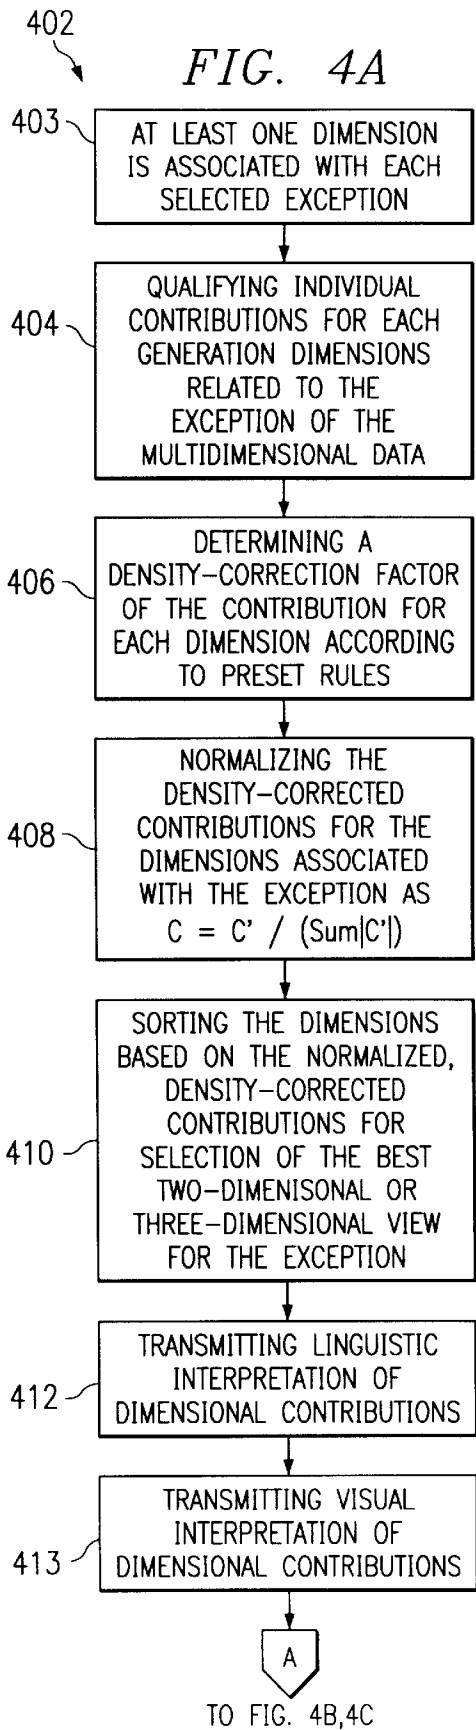 402
FIG. 4A
403
AT LEAST ONE DIMENSION
IS ASSOCIATED WITH EACH
SELECTED EXCEPTION
404
QUALIFYING INDIVIDUAL
CONTRIBUTIONS FOR EACH
GENERATION DIMENSIONS
RELATED TO THE
EXCEPTION OF THE
MULTIDIMENSIONAL DATA
406
DETERMINING A
DENSITY-CORRECTION FACTOR
OF THE CONTRIBUTION FOR
EACH DIMENSION ACCORDING
TO PRESET RULES
408
NORMALIZING THE
DENSITY-CORRECTED
CONTRIBUTIONS FOR THE
DIMENSIONS ASSOCIATED
WITH THE EXCEPTION AS
C = C' / (Sum|C'|)
410
SORTING THE DIMENSIONS
BASED ON THE NORMALIZED,
DENSITY-CORRECTED
CONTRIBUTIONS FOR
SELECTION OF THE BEST
TWO-DIMENISONAL OR
THREE-DIMENSIONAL VIEW
FOR THE EXCEPTION
412
TRANSMITTING LINGUISTIC
INTERPRETATION OF
DIMENSIONAL CONTRIBUTIONS
413
TRANSMITTING VISUAL
INTERPRETATION OF
DIMENSIONAL CONTRIBUTIONS
A
TO FIG. 4B,4C